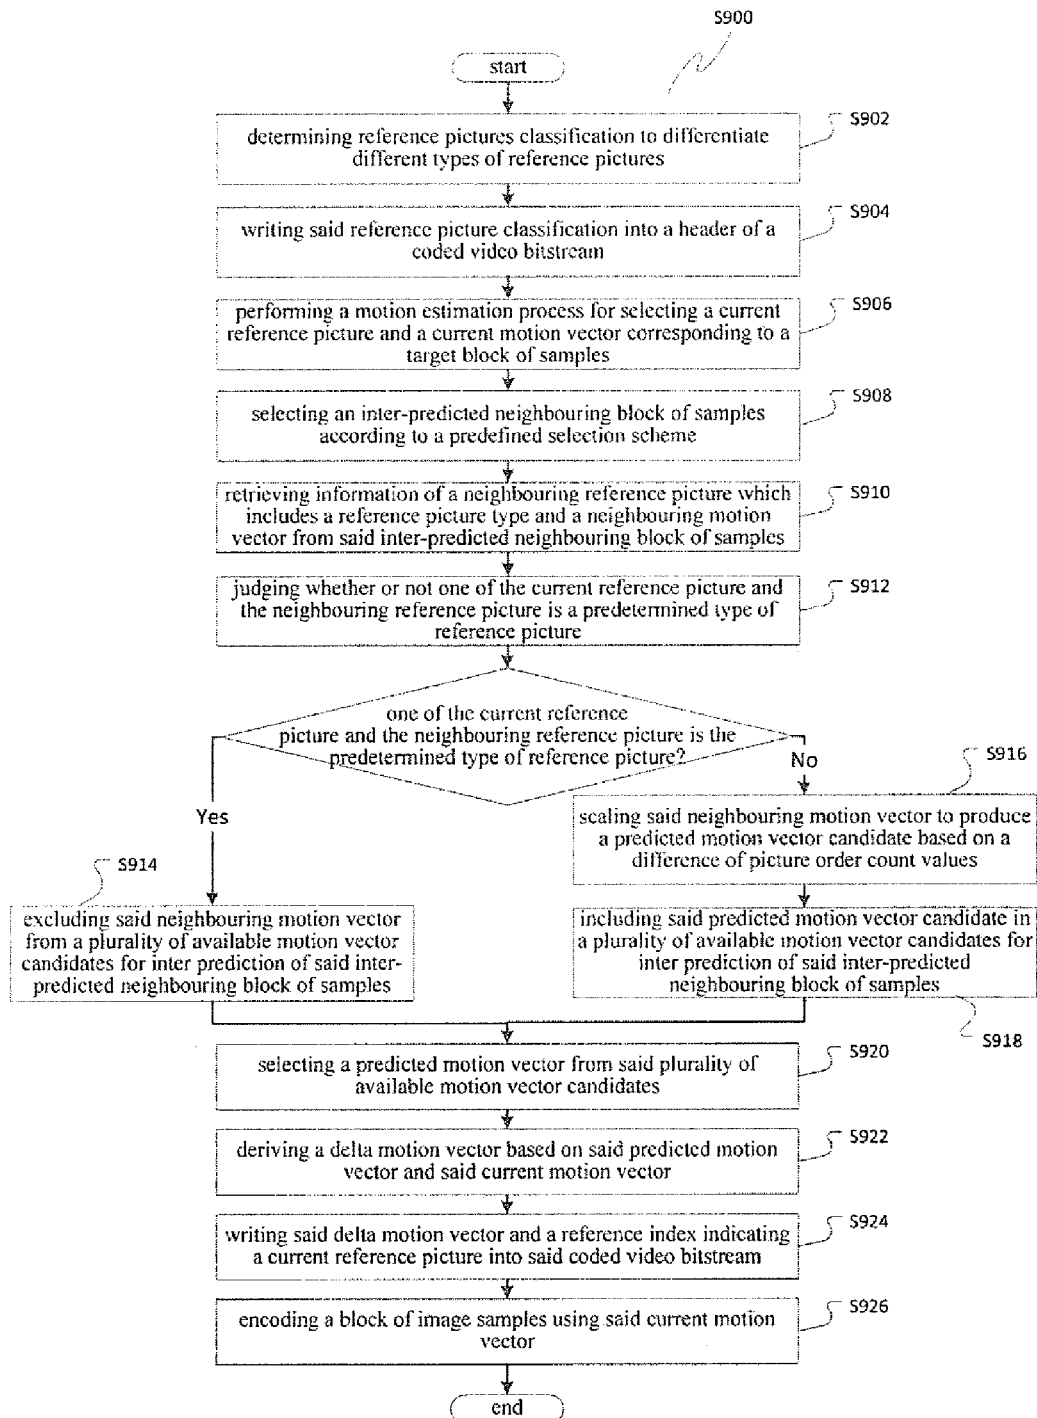 S900
start
S902
determining reference pictures classification to differentiate
different types of reference pictures
S904
writing said reference picture classification into a header of a
coded video bitstream
S906
performing a motion estimation process for selecting a current
reference picture and a current motion vector corresponding to a
target block of samples
S908
selecting an inter-predicted neighbouring block of samples
according to a predefined selection scheme
S910
retrieving information of a neighbouring reference picture which
includes a reference picture type and a neighbouring motion
vector from said inter-predicted neighbouring block of samples
S912
judging whether or not one of the current reference picture and
the neighbouring reference picture is a predetermined type of
reference picture
one of the current reference
picture and the neighbouring reference picture is the
predetermined type of reference picture?
Yes
No
S916
scaling said neighbouring motion vector to produce
a predicted motion vector candidate based on a
difference of picture order count values
S914
excluding said neighbouring motion vector
from a plurality of available motion vector
candidates for inter prediction of said inter-
predicted neighbouring block of samples
including said predicted motion vector candidate in
a plurality of available motion vector candidates for
inter prediction of said inter-predicted
neighbouring block of samples
S918
S920
selecting a predicted motion vector from said plurality of
available motion vector candidates
S922
deriving a delta motion vector based on said predicted motion
vector and said current motion vector
S924
writing said delta motion vector and a reference index indicating
a current reference picture into said coded video bitstream
S926
encoding a block of image samples using said current motion
vector
end